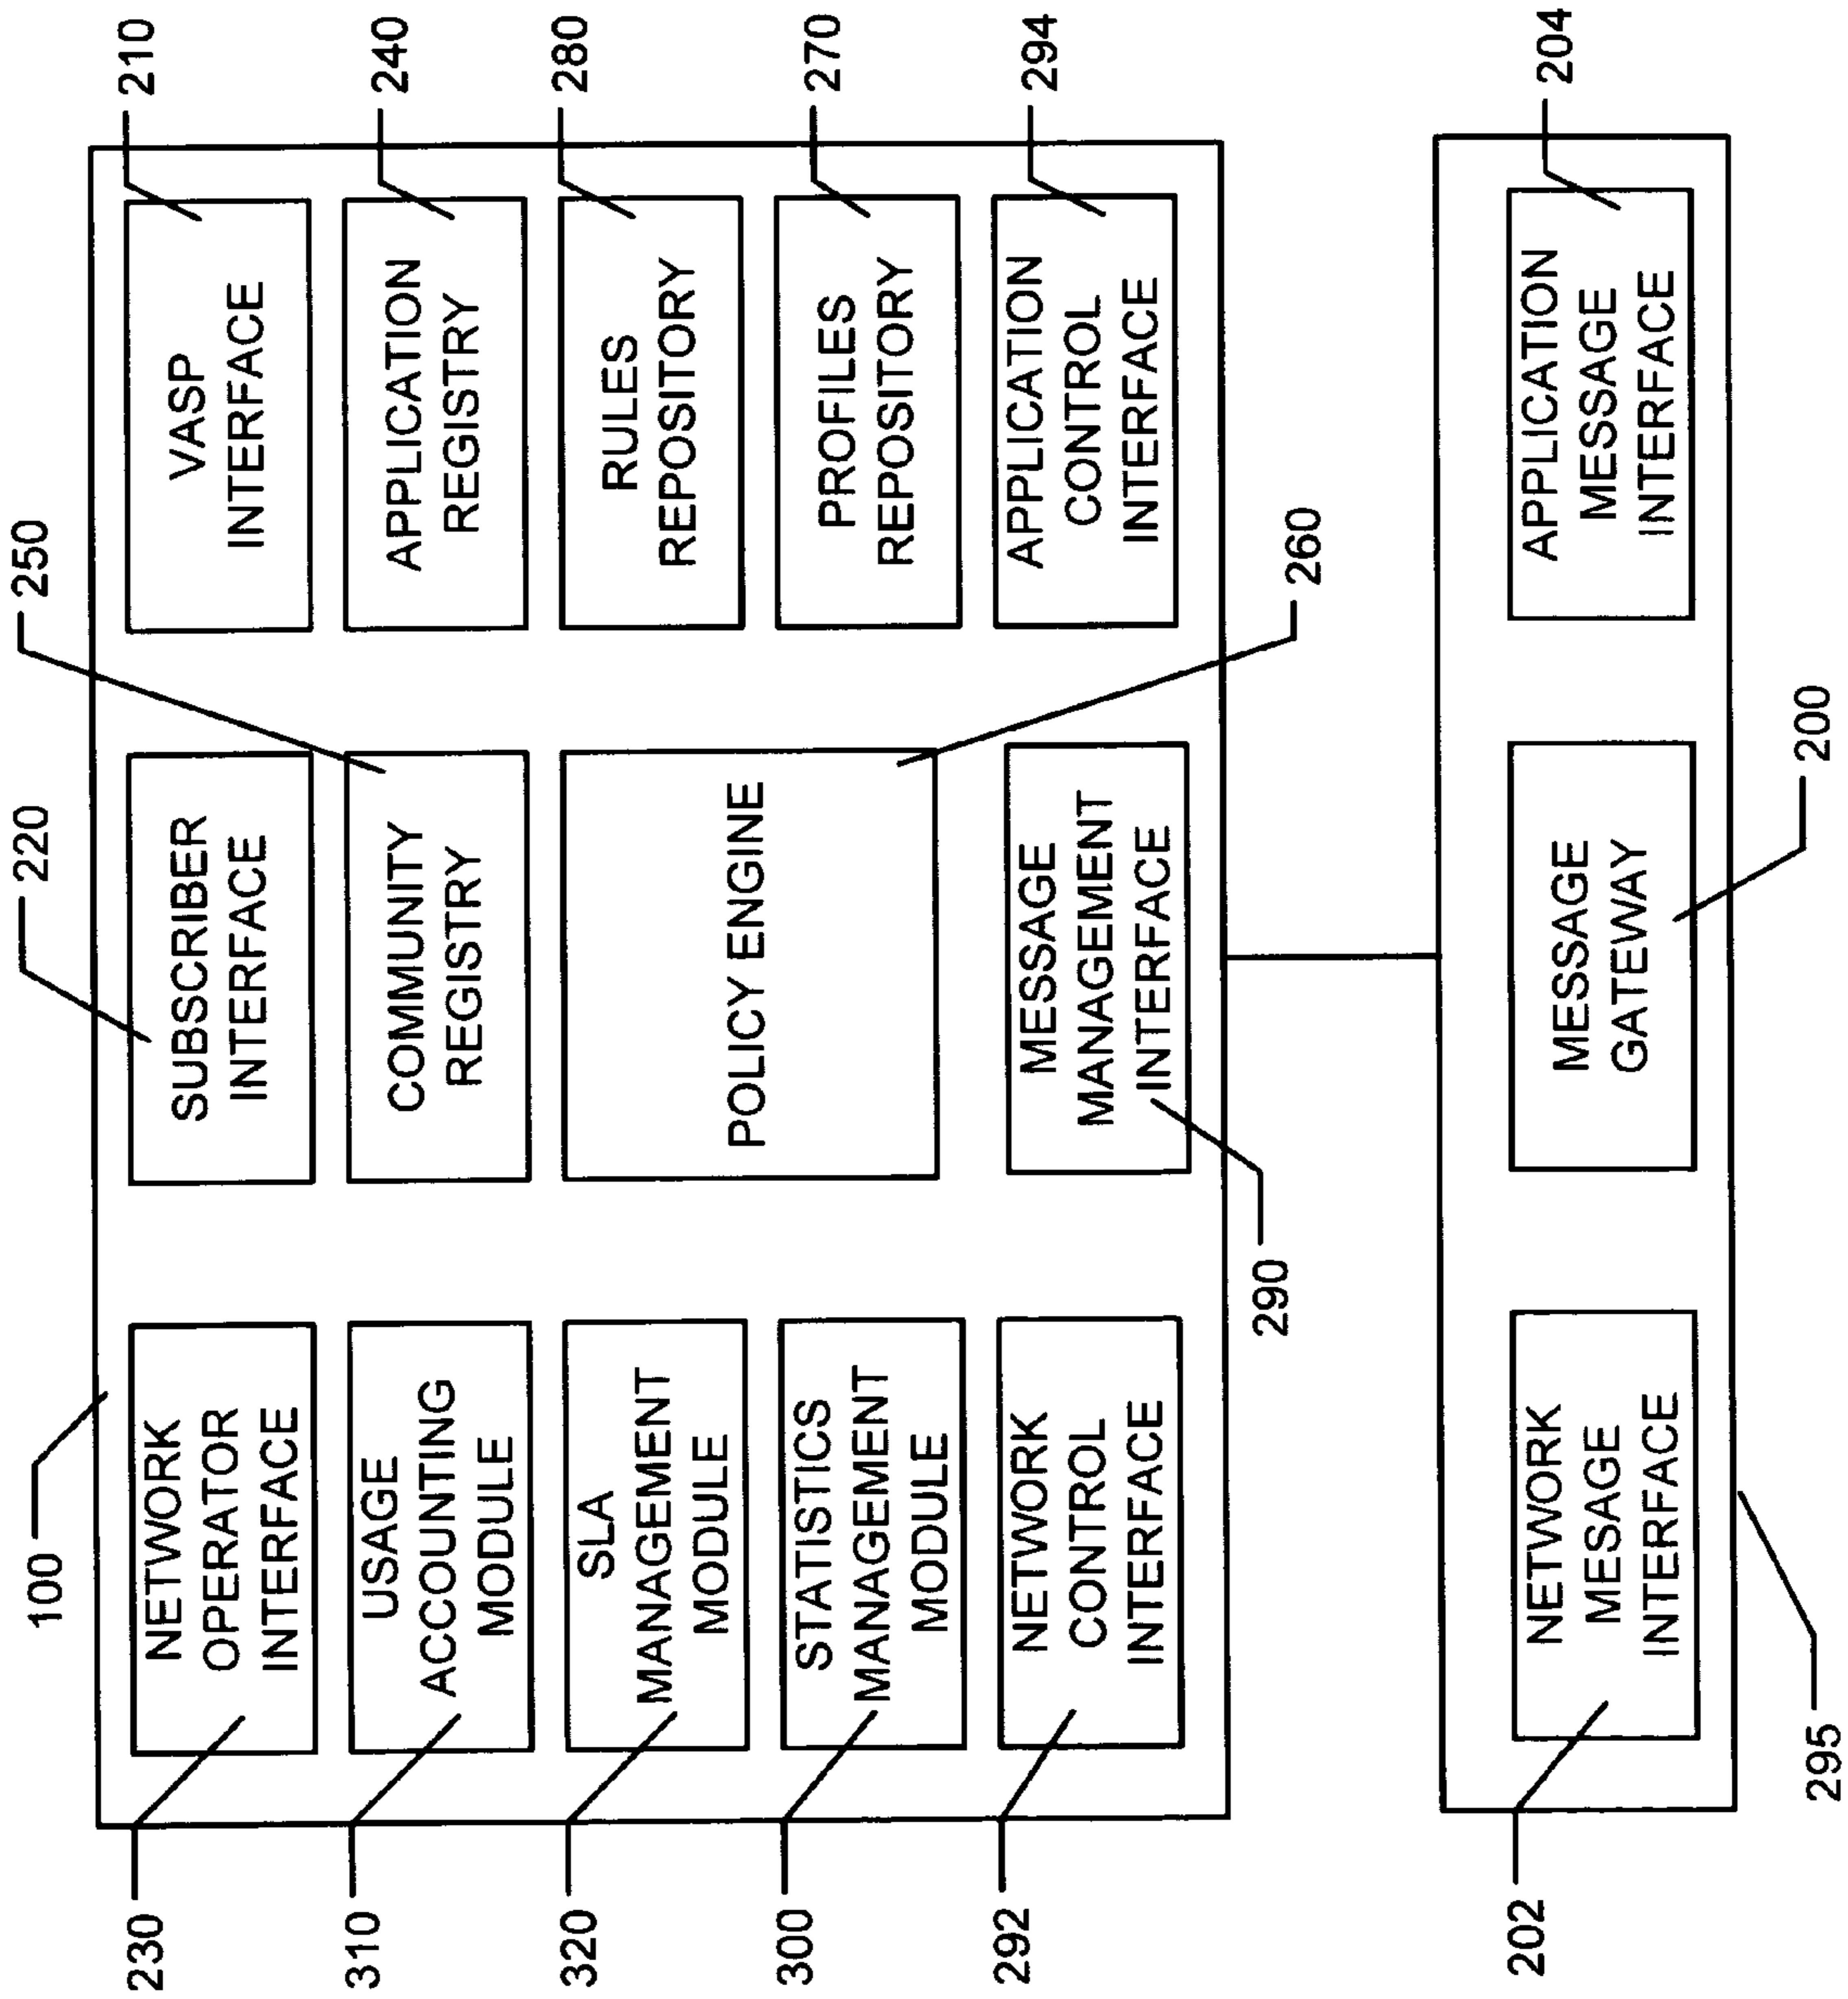 100
220
250
230
NETWORK
OPERATOR
INTERFACE
SUBSCRIBER
INTERFACE
VASP
INTERFACE
210
310
USAGE
ACCOUNTING
MODULE
COMMUNITY
REGISTRY
APPLICATION
REGISTRY
240
320
SLA
MANAGEMENT
MODULE
POLICY ENGINE
RULES
REPOSITORY
280
300
STATISTICS
MANAGEMENT
MODULE
PROFILES
REPOSITORY
270
292
NETWORK
CONTROL
INTERFACE
MESSAGE
MANAGEMENT
INTERFACE
APPLICATION
CONTROL
INTERFACE
294
290
260
202
NETWORK
MESSAGE
INTERFACE
MESSAGE
GATEWAY
APPLICATION
MESSAGE
INTERFACE
204
295
200